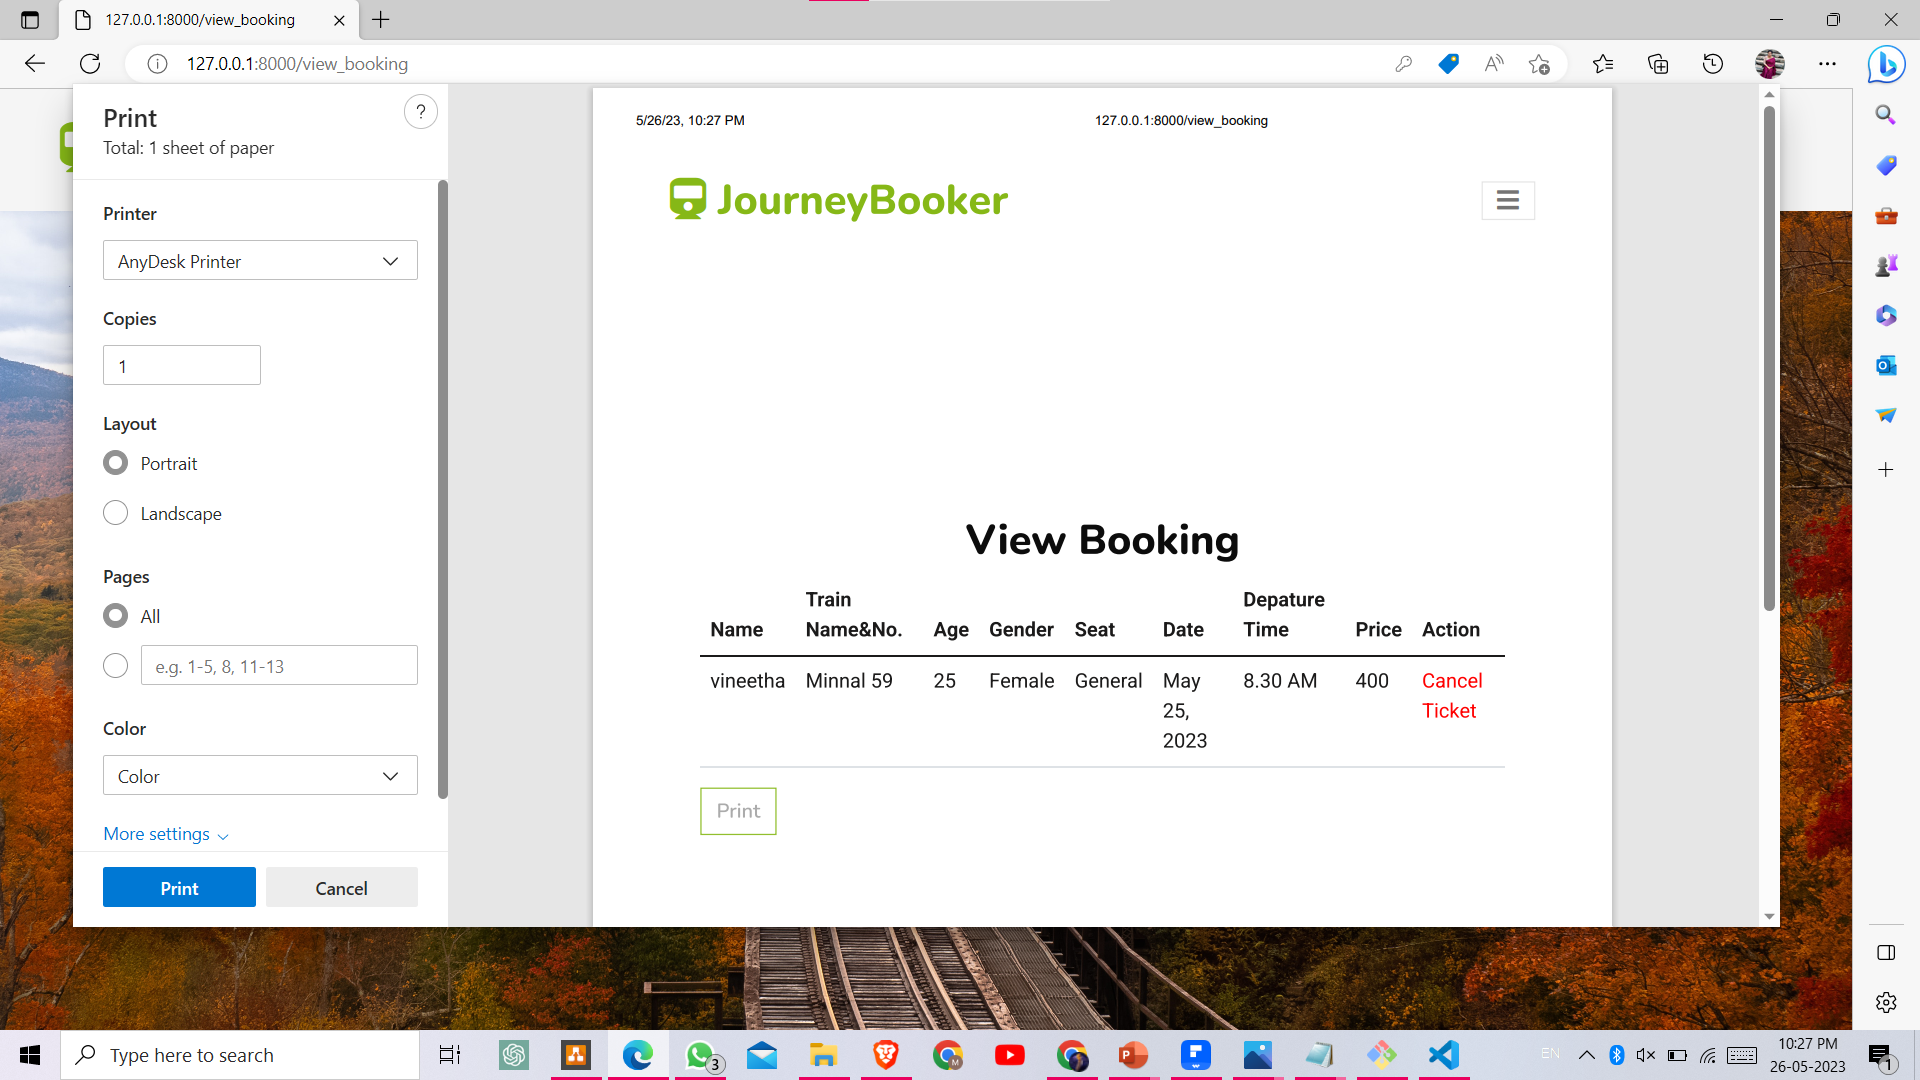 127.0.0.1:8000/view_booking
127.0.0.1:8000/view_booking
Print
Total: 1 sheet of paper
?
Printer
AnyDesk Printer
Copies
1
Layout
Portrait
Landscape
Pages
All
e.g. 1-5, 8, 11-13
Color
Color
More settings
Print
Cancel
5/26/23, 10:27 PM
127.0.0.1:8000/view_booking
JourneyBooker
View Booking
Name Train Name&No. Age Gender Seat Date Depature Time Price Action
vineetha Minnal 59 25 Female General May 25, 2023 8.30 AM 400 Cancel Ticket
Print
Type here to search
3
EN
10:27 PM
26-05-2023
1